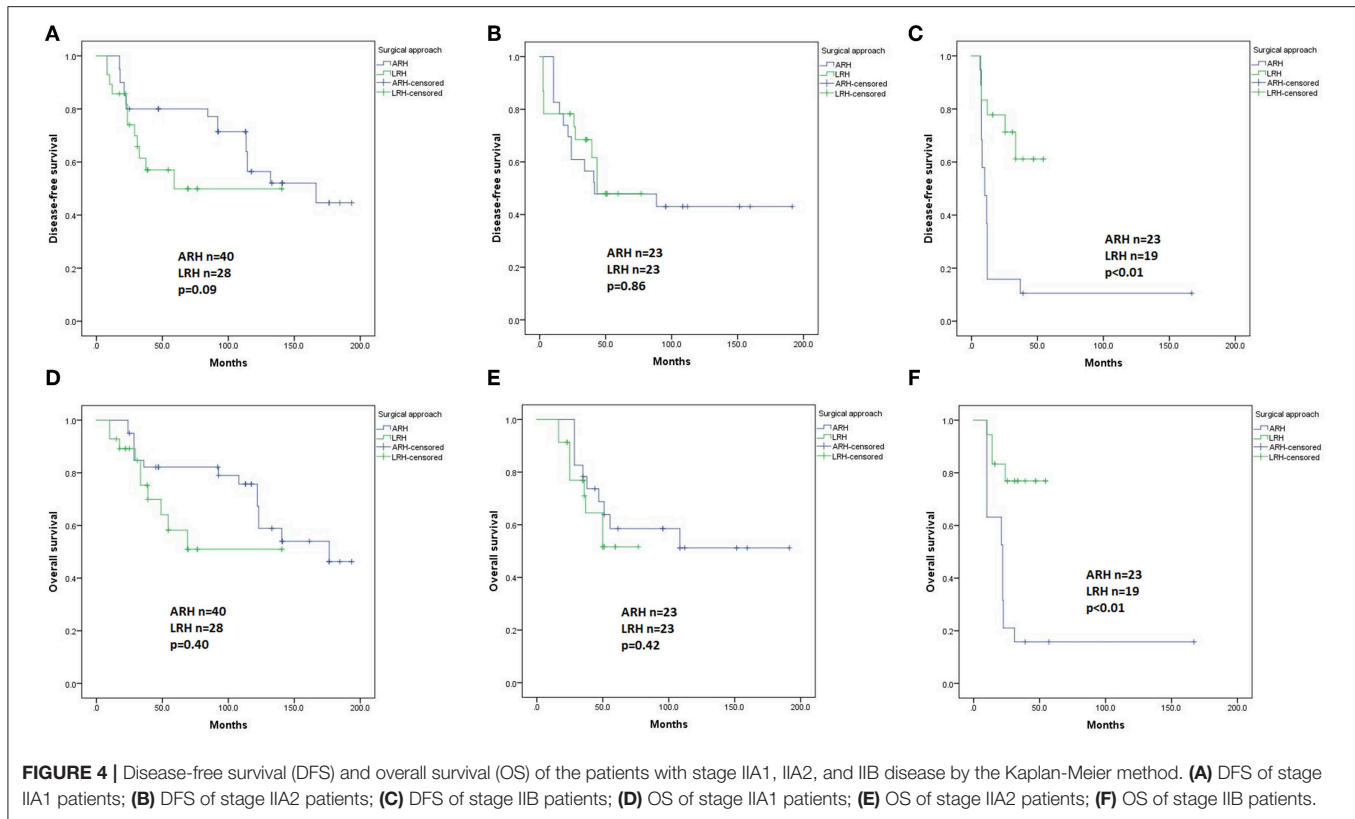 A
Surgical approach
ARH
LRH
ARH-censored
LRH-censored
1.0
0.8
0.6
0.4
0.2
0.0
Disease-free survival
ARH n=40
LRH n=28
p=0.09
.0 50.0 100.0 150.0 200.0
Months
B
Surgical approach
ARH
LRH
ARH-censored
LRH-censored
1.0
0.8
0.6
0.4
0.2
0.0
Disease-free survival
ARH n=23
LRH n=23
p=0.86
.0 50.0 100.0 150.0 200.0
Months
C
Surgical approach
ARH
LRH
ARH-censored
LRH-censored
1.0
0.8
0.6
0.4
0.2
0.0
Disease-free survival
ARH n=23
LRH n=19
p<0.01
.0 50.0 100.0 150.0 200.0
Months
D
Surgical approach
ARH
LRH
ARH-censored
LRH-censored
1.0
0.8
0.6
0.4
0.2
0.0
Overall survival
ARH n=40
LRH n=28
p=0.40
.0 50.0 100.0 150.0 200.0
Months
E
Surgical approach
ARH
LRH
ARH-censored
LRH-censored
1.0
0.8
0.6
0.4
0.2
0.0
Overall survival
ARH n=23
LRH n=23
p=0.42
.0 50.0 100.0 150.0 200.0
Months
F
Surgical approach
ARH
LRH
ARH-censored
LRH-censored
1.0
0.8
0.6
0.4
0.2
0.0
Overall survival
ARH n=23
LRH n=19
p<0.01
.0 50.0 100.0 150.0 200.0
Months
FIGURE 4 | Disease-free survival (DFS) and overall survival (OS) of the patients with stage IIA1, IIA2, and IIB disease by the Kaplan-Meier method. (A) DFS of stage
IIA1 patients; (B) DFS of stage IIA2 patients; (C) DFS of stage IIB patients; (D) OS of stage IIA1 patients; (E) OS of stage IIA2 patients; (F) OS of stage IIB patients.